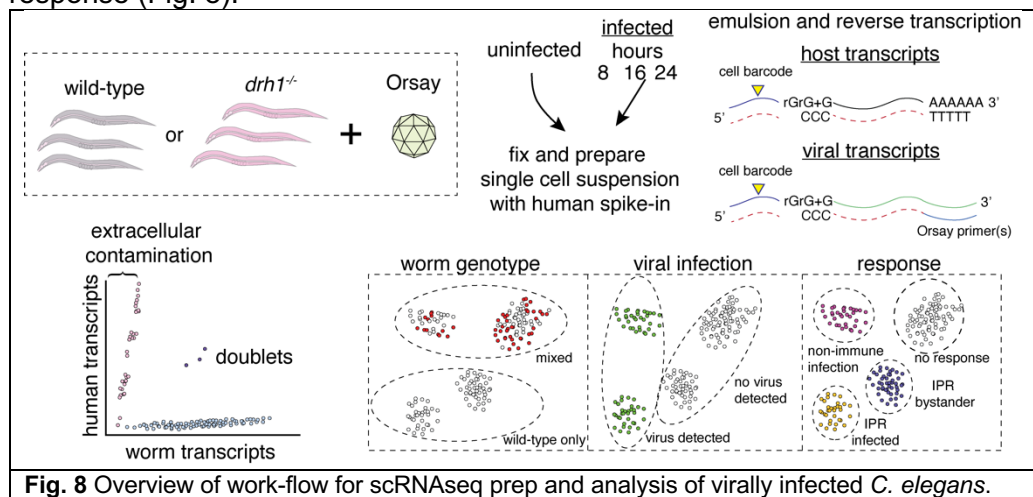 response (Fig. 8).
wild-type
or
drh1-/-
+
Orsay
uninfected
infected
hours
8 16 24
fix and prepare
single cell suspension
with human spike-in
emulsion and reverse transcription
host transcripts
cell barcode
rGrG+G
AAAAAA 3'
5'
CCC
TTTTT
viral transcripts
cell barcode
rGrG+G
3'
5'
CCC
Orsay primer(s)
extracellular
contamination
human transcripts
doublets
worm transcripts
worm genotype
mixed
wild-type only
viral infection
no virus
detected
virus detected
response
non-immune
infection
no response
IPR
bystander
IPR
infected
Fig. 8 Overview of work-flow for scRNAseq prep and analysis of virally infected C. elegans.